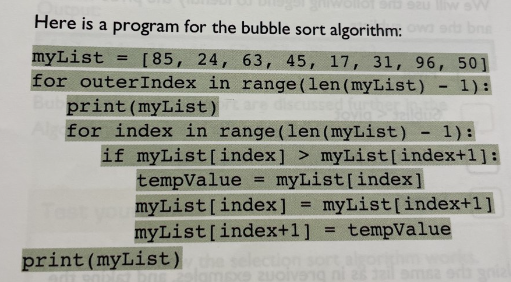 Here is a program for the bubble sort algorithm:
myList = [85, 24, 63, 45, 17, 31, 96, 50]
for outerIndex in range(len(myList) - 1):
    print(myList)
    for index in range(len(myList) - 1):
        if myList[index] > myList[index+1]:
            tempValue = myList[index]
            myList[index] = myList[index+1]
            myList[index+1] = tempValue
print(myList)